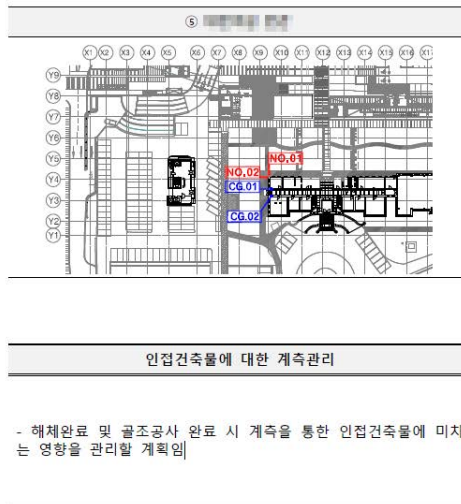 ⑤
X1 X2 X3 X4 X5 X6 X7 X8 X9 X10 X11 X12 X13 X14 X15 X16 X17
Y9
Y8
Y7
Y6
Y5
Y4
Y3
Y2
Y1
NO.01
NO.02
CG.01
CG.02
인접건축물에 대한 계측관리
- 해체완료 및 골조공사 완료 시 계측을 통한 인접건축물에 미치
는 영향을 관리할 계획임